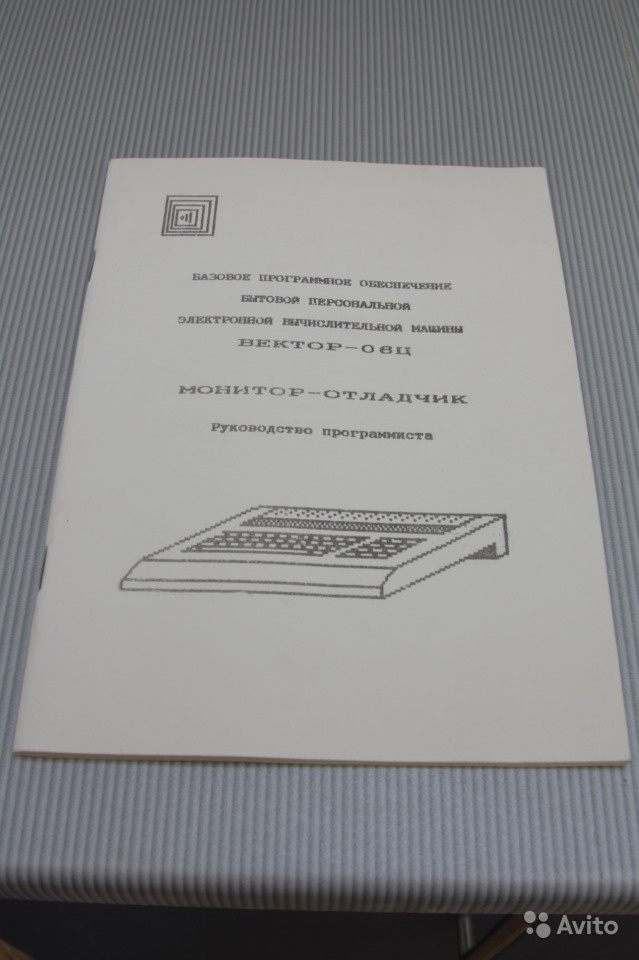 БАЗОВОЕ ПРОГРАММНОЕ ОБЕСПЕЧЕНИЕ
БЫТОВОЙ ПЕРСОНАЛЬНОЙ
ЭЛЕКТРОННОЙ ВЫЧИСЛИТЕЛЬНОЙ МАШИНЫ
ВЕКТОР-06Ц
МОНИТОР-ОТЛАДЧИК
Руководство программиста
Avito